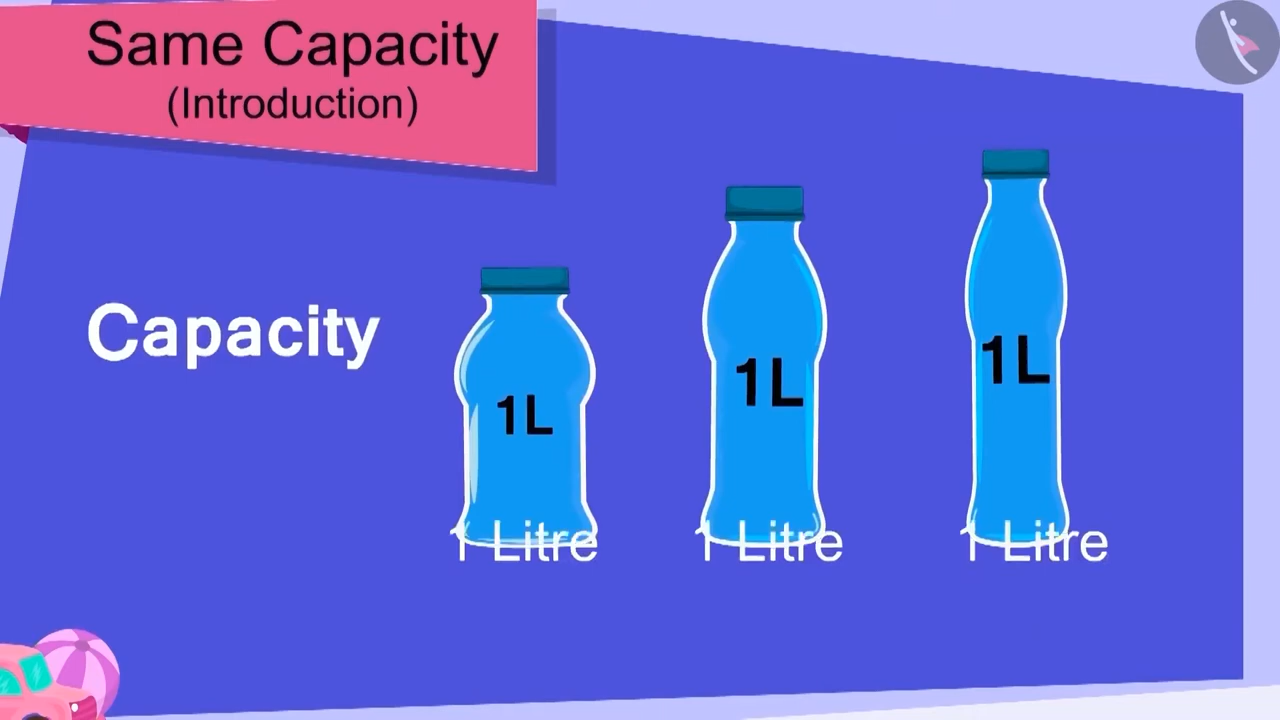 Same Capacity
(Introduction)
Capacity
1L
1L
1L
1 Litre
1 Litre
1 Litre